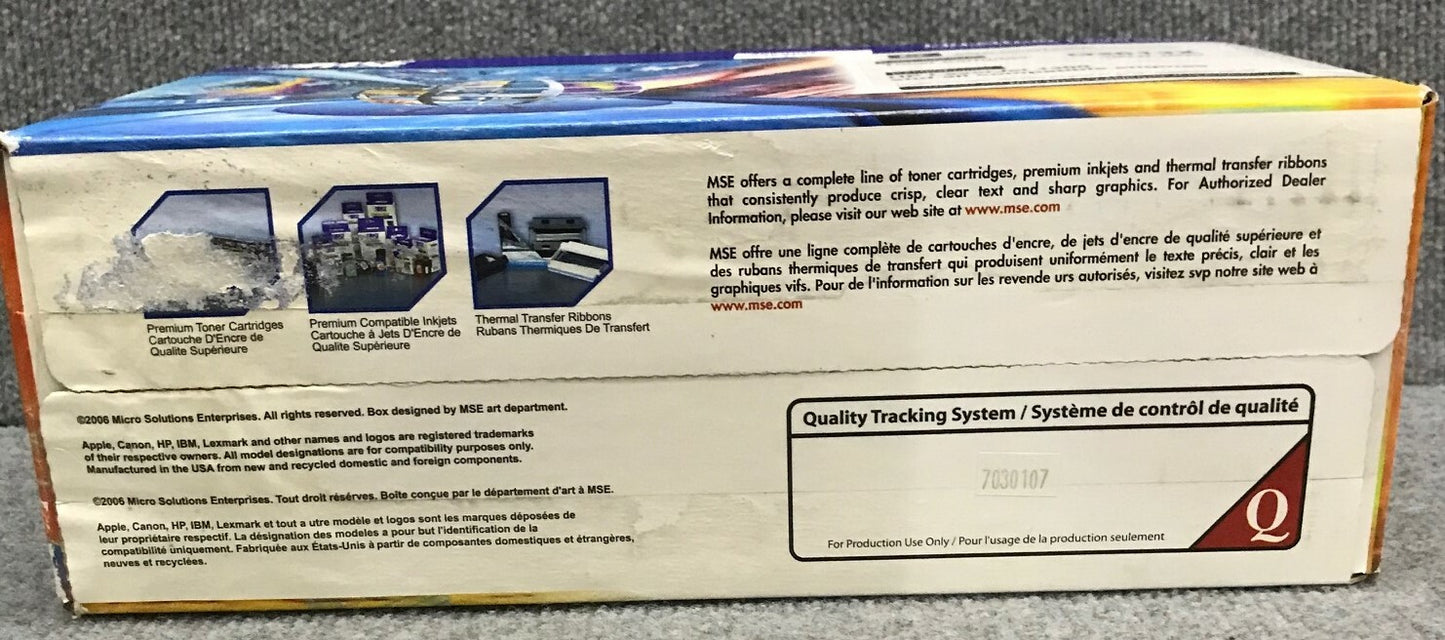 MSE offers a complete line of toner cartridges, premium inkjets and thermal transfer ribbons
that consistently produce crisp, clear text and sharp graphics. For Authorized Dealer
Information, please visit our web site at www.mse.com
MSE offre une ligne complète de cartouches d'encre, de jets d'encre de qualité supérieure et
des rubans thermiques de transfert qui produisent uniformément le texte précis, clair et les
graphiques vifs. Pour de l'information sur les revende urs autorisés, visitez svp notre site web à
www.mse.com
Premium Toner Cartridges
Cartouche D'Encre de
Qualite Supérieure
Premium Compatible Inkjets
Cartouche à Jets D'Encre de
Qualite Supérieure
Thermal Transfer Ribbons
Rubans Thermiques De Transfert
©2006 Micro Solutions Enterprises. All rights reserved. Box designed by MSE art department.
Apple, Canon, HP, IBM, Lexmark and other names and logos are registered trademarks
of their respective owners. All model designations are for compatibility purposes only.
Manufactured in the USA from new and recycled domestic and foreign components.
©2006 Micro Solutions Enterprises. Tout droit résérves. Boîte conçue par le département d'art à MSE.
Apple, Canon, HP, IBM, Lexmark et tout a utre modèle et logos sont les marques déposées de
leur propriétaire respectif. La désignation des modeles a pour but l'identification de la
compatibilité uniquement. Fabriquée aux États-Unis à partir de composantes domestiques et étrangères,
neuves et recyclées.
Quality Tracking System / Système de contrôl de qualité
7030107
Q
For Production Use Only / Pour l'usage de la production seulement